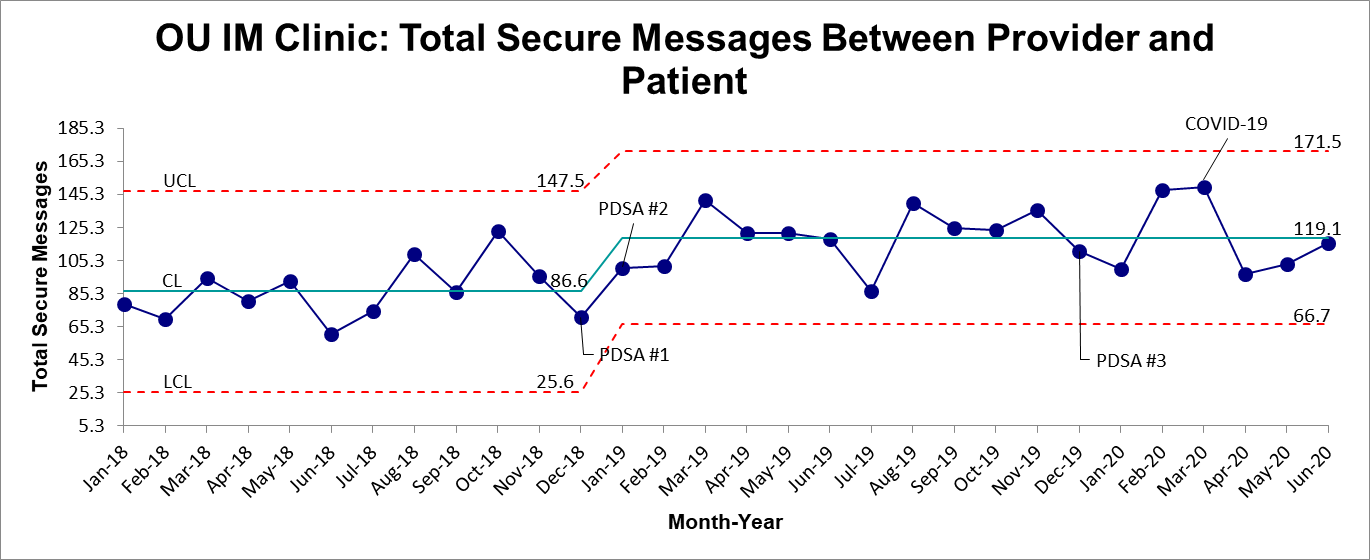 OU IM Clinic: Total Secure Messages Between Provider and
Patient
Total Secure Messages
185.3
165.3
145.3
125.3
105.3
85.3
65.3
45.3
25.3
5.3
UCL
147.5
CL
86.6
LCL
25.6
PDSA #1
PDSA #2
PDSA #3
COVID-19
171.5
119.1
66.7
Jan-18
Feb-18
Mar-18
Apr-18
May-18
Jun-18
Jul-18
Aug-18
Sep-18
Oct-18
Nov-18
Dec-18
Jan-19
Feb-19
Mar-19
Apr-19
May-19
Jun-19
Jul-19
Aug-19
Sep-19
Oct-19
Nov-19
Dec-19
Jan-20
Feb-20
Mar-20
Apr-20
May-20
Jun-20
Month-Year